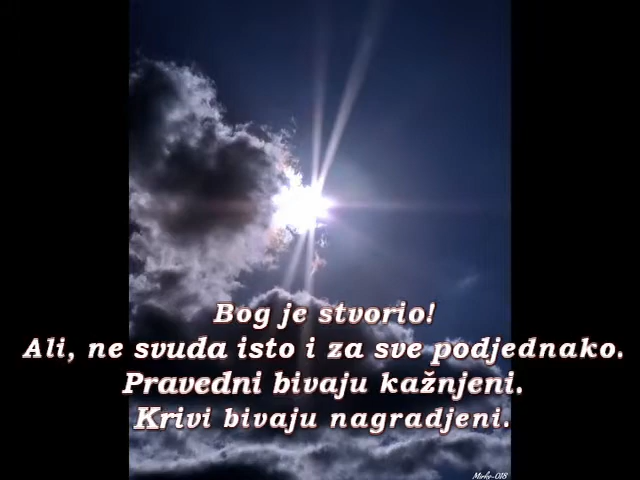 Bog je stvorio!
Ali, ne svuda isto i za sve podjednako.
Pravedni bivaju kažnjeni.
Krivi bivaju nagradjeni.